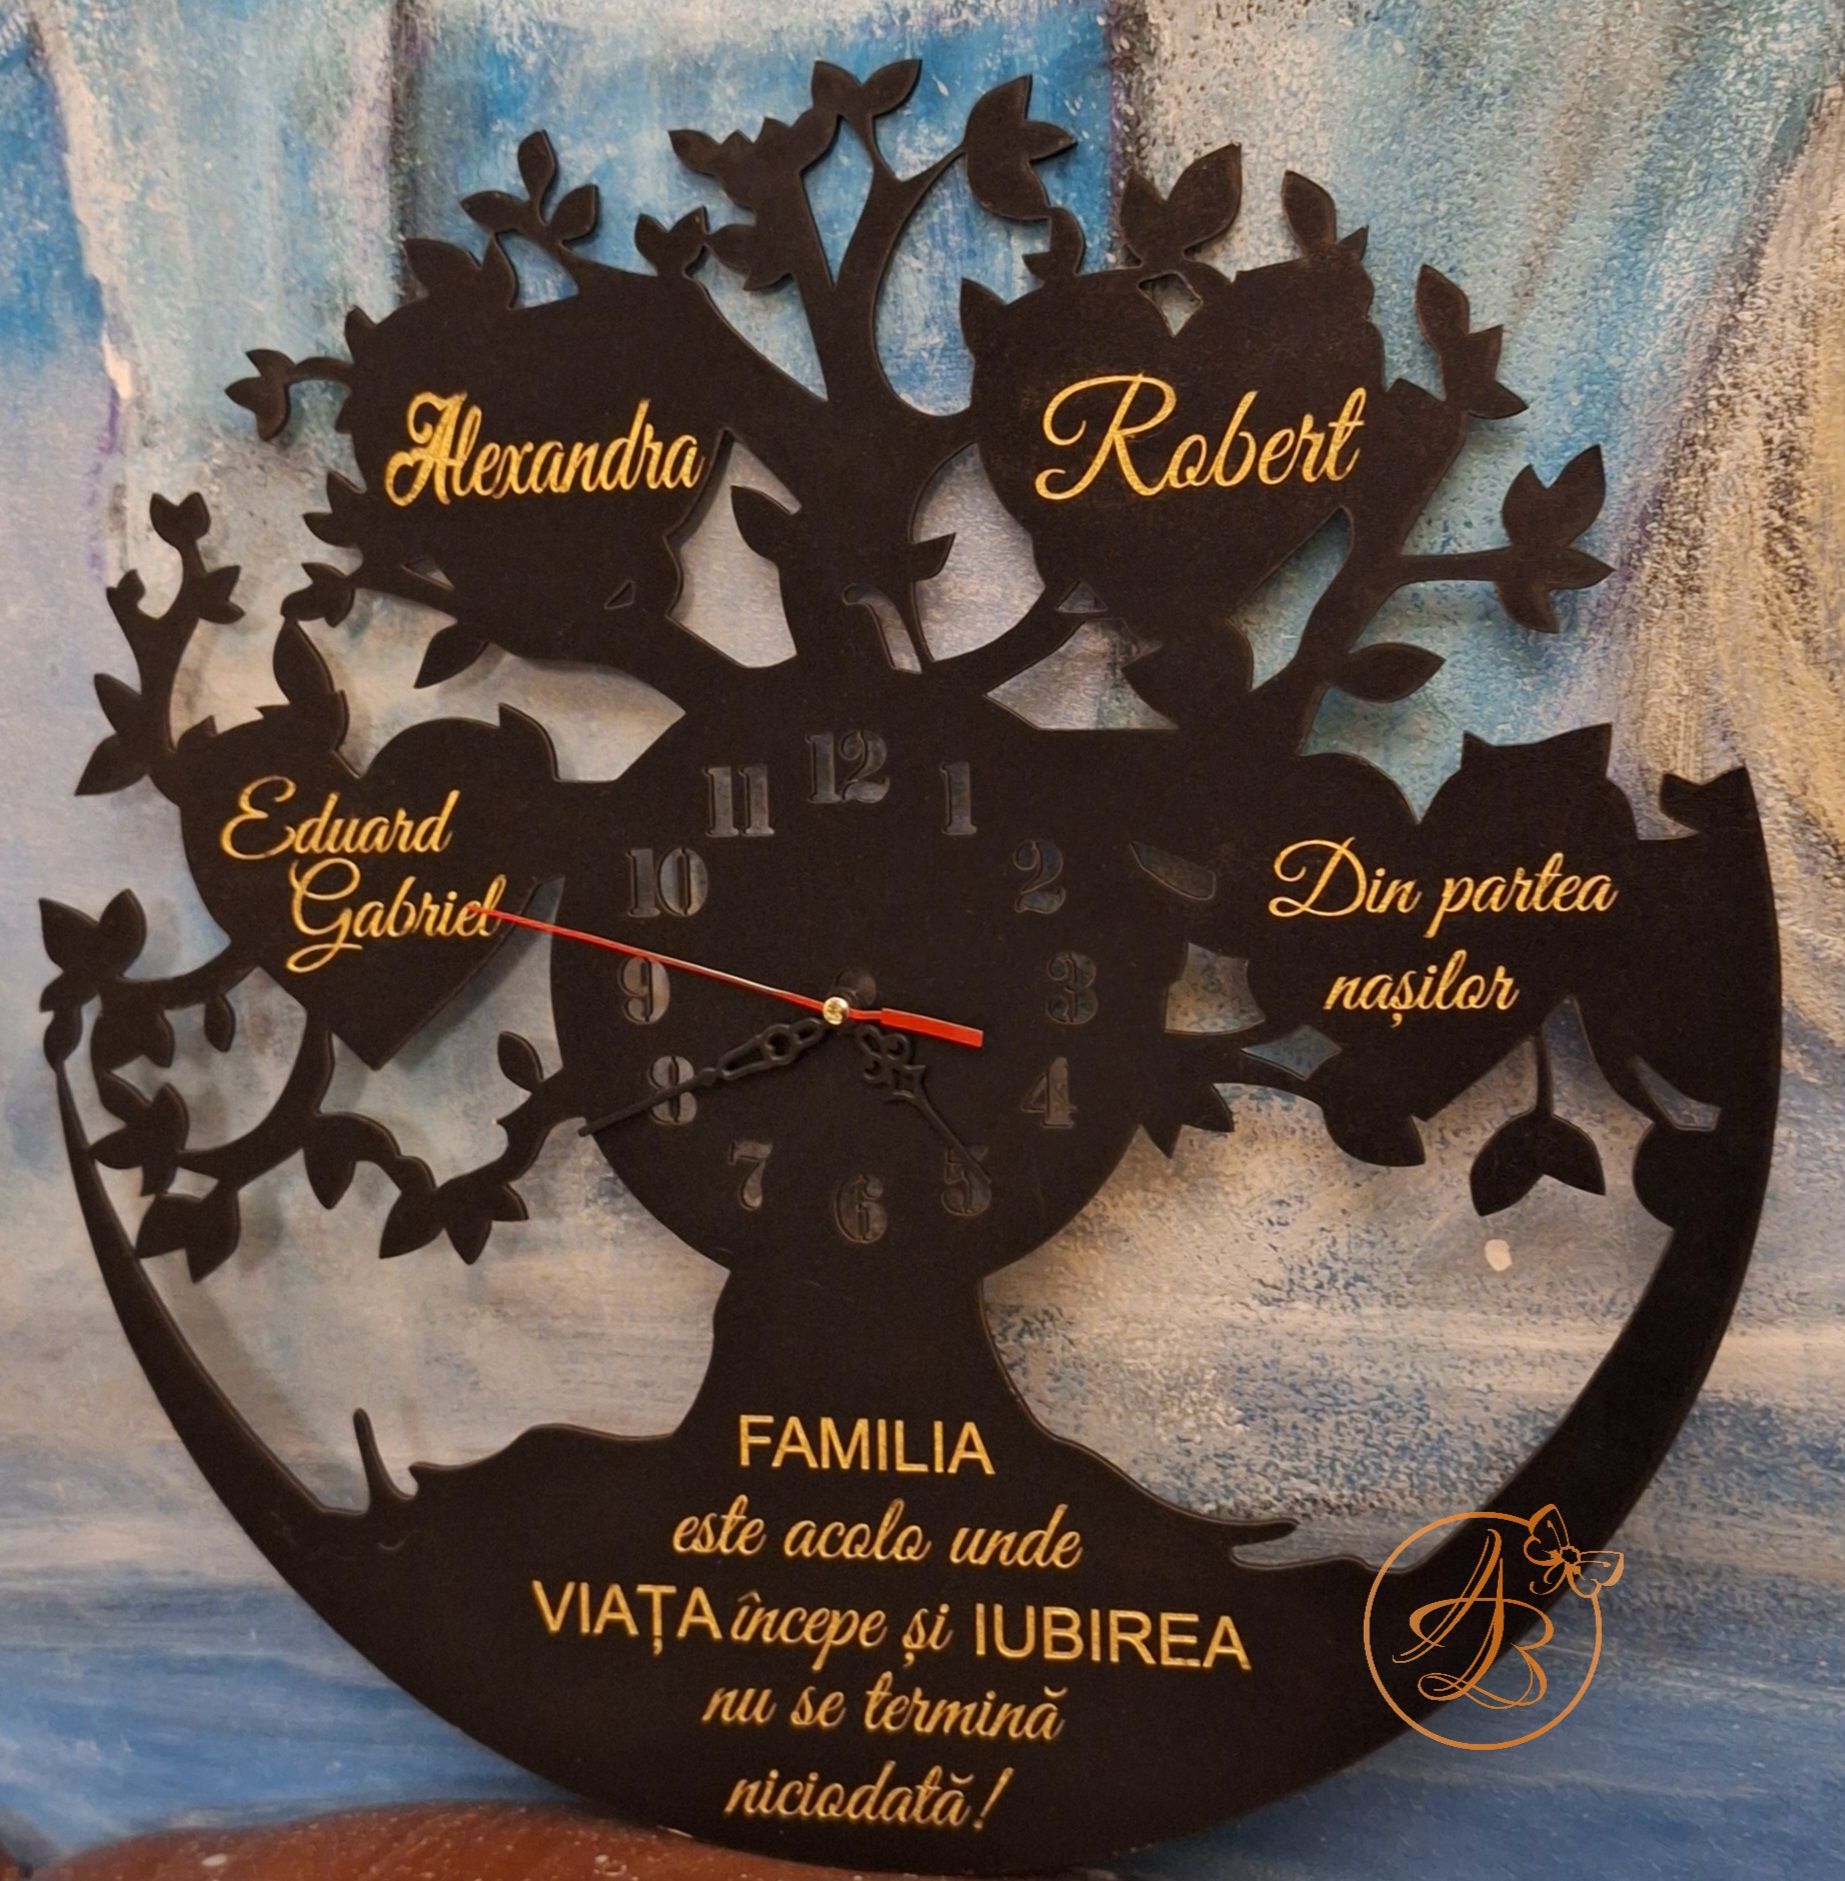 Alexandra
Robert
Eduard
Gabriel
Din partea
nașilor
12
1
2
3
4
5
6
7
8
9
10
11
FAMILIA
este acolo unde
VIAȚA începe și IUBIREA
nu se termină
niciodată!
AB